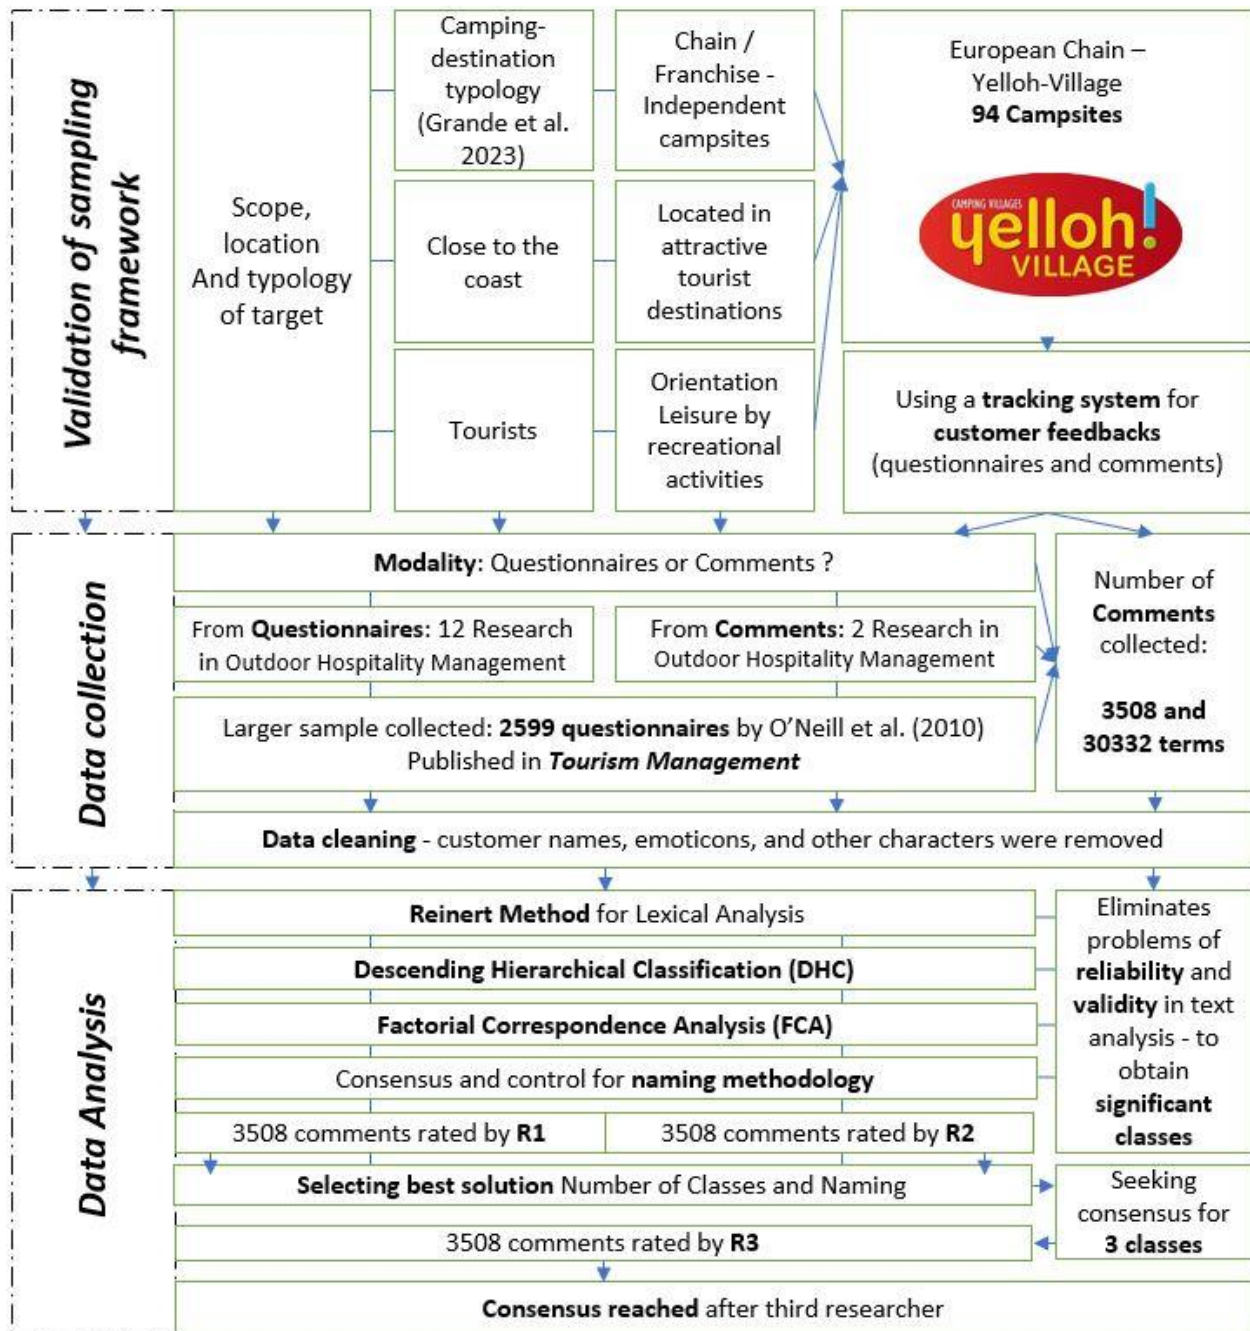 Validation of sampling
framework
Scope,
location
And typology
of target
Camping-
destination
typology
(Grande et al.
2023)
Chain /
Franchise -
Independent
campsites
Close to the
coast
Located in
attractive
tourist
destinations
Tourists
Orientation
Leisure by
recreational
activities
European Chain –
Yelloh-Village
94 Campsites
CAMPING VILLAGES
yelloh!
VILLAGE
Using a tracking system for
customer feedbacks
(questionnaires and comments)
Data collection
Modality: Questionnaires or Comments ?
From Questionnaires: 12 Research
in Outdoor Hospitality Management
From Comments: 2 Research in
Outdoor Hospitality Management
Larger sample collected: 2599 questionnaires by O’Neill et al. (2010)
Published in Tourism Management
Number of
Comments
collected:
3508 and
30332 terms
Data cleaning - customer names, emoticons, and other characters were removed
Data Analysis
Reinert Method for Lexical Analysis
Descending Hierarchical Classification (DHC)
Factorial Correspondence Analysis (FCA)
Consensus and control for naming methodology
3508 comments rated by R1
3508 comments rated by R2
Eliminates
problems of
reliability and
validity in text
analysis - to
obtain
significant
classes
Selecting best solution Number of Classes and Naming
Seeking
consensus for
3 classes
3508 comments rated by R3
Consensus reached after third researcher